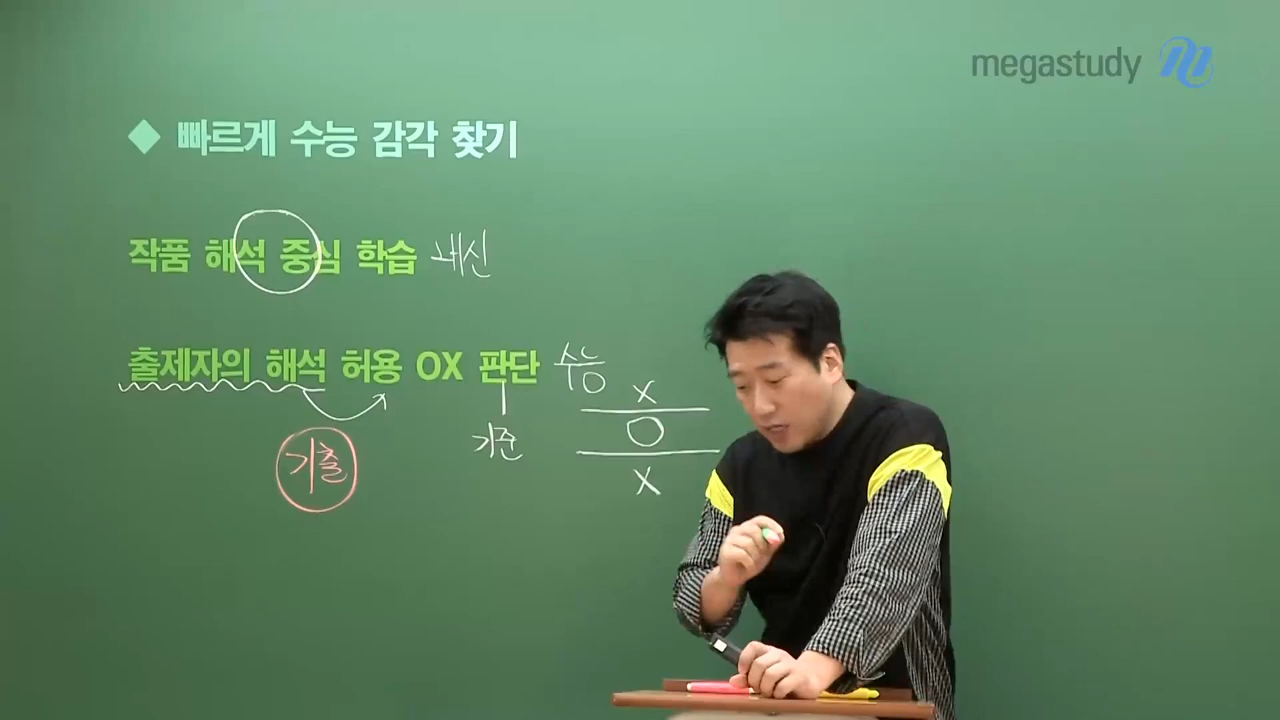 megastudy
◆ 빠르게 수능 감각 찾기
작품 해석 중심 학습 내신
출제자의 해석 허용 OX 판단 수능
X
기준 O
기출 X